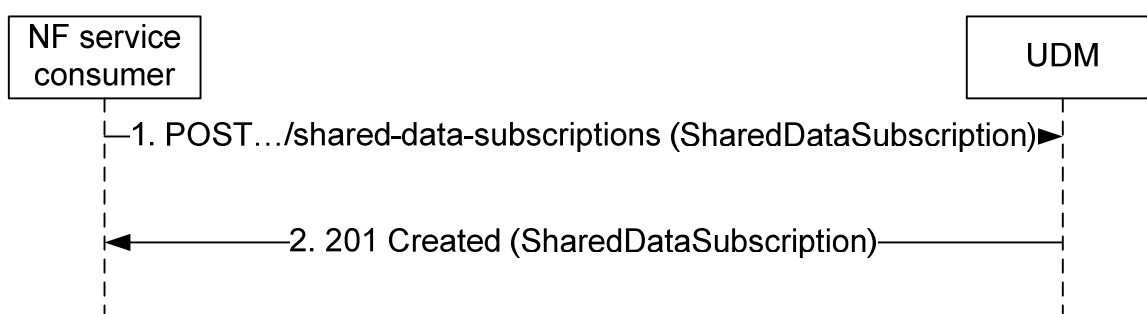 NF service
consumer
UDM
1. POST…/shared-data-subscriptions (SharedDataSubscription)
2. 201 Created (SharedDataSubscription)